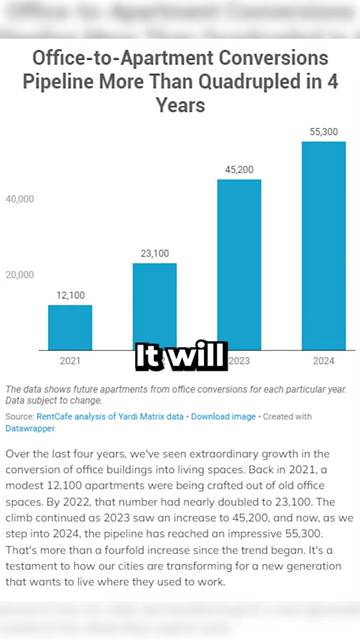 Office-to-Apartment Conversions
Pipeline More Than Quadrupled in 4
Years
55,300
45,200
40,000
23,100
20,000
12,100
It will
2021
2023
2024
The data shows future apartments from office conversions for each particular year.
Data subject to change.
Source: RentCafe analysis of Yardi Matrix data • Download image • Created with
Datawrapper
Over the last four years, we've seen extraordinary growth in the
conversion of office buildings into living spaces. Back in 2021, a
modest 12,100 apartments were being crafted out of old office
spaces. By 2022, that number had nearly doubled to 23,100. The
climb continued as 2023 saw an increase to 45,200, and now, as we
step into 2024, the pipeline has reached an impressive 55,300.
That's more than a fourfold increase since the trend began. It's a
testament to how our cities are transforming for a new generation
that wants to live where they used to work.